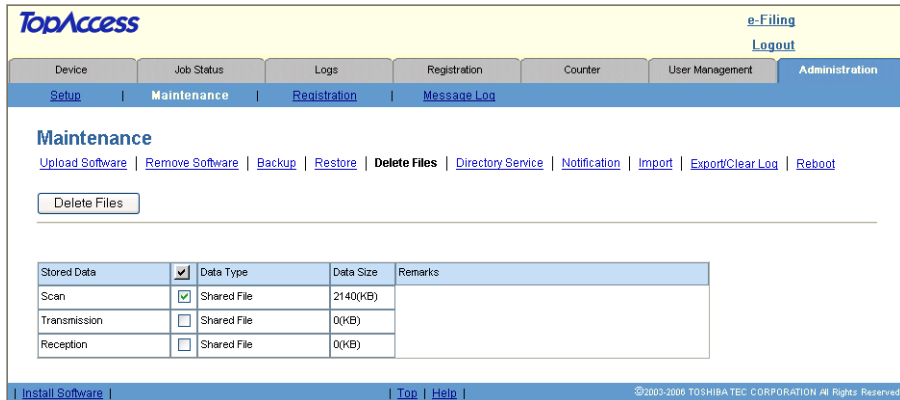 TopAccess
e-Filing
Logout
Device Job Status Logs Registration Counter User Management Administration
Setup | Maintenance | Registration | Message Log
Maintenance
Upload Software | Remove Software | Backup | Restore | Delete Files | Directory Service | Notification | Import | Export/Clear Log | Reboot
Delete Files
Stored Data Data Type Data Size Remarks
Scan Shared File 2140(KB)
Transmission Shared File 0(KB)
Reception Shared File 0(KB)
| Install Software | | Top | Help | ©2003-2006 TOSHIBA TEC CORPORATION All Rights Reserved